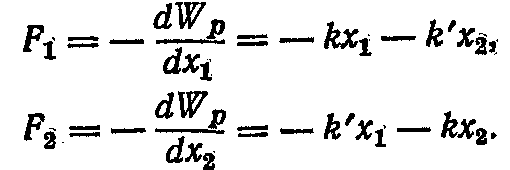 F₁ = − dW_p/dx₁ = − kx₁ − k′x₂,
F₂ = − dW_p/dx₂ = − k′x₁ − kx₂.